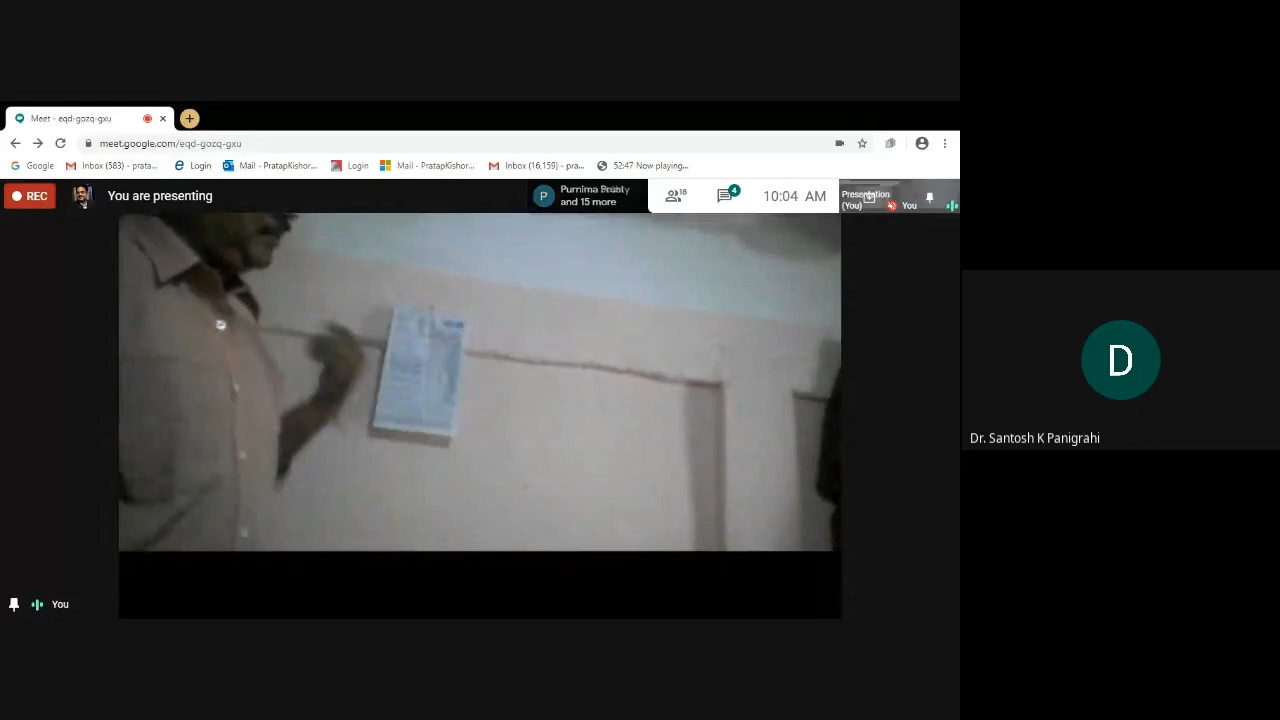 Meet - eqd-gozq-gxu
meet.google.com/eqd-gozq-gxu
Google Inbox (583) - prata... Login Mail - PratapKishor... Login Mail - PratapKishor... Inbox (16,159) - pra... 52:47 Now playing...
REC You are presenting
P Purnima
and 15 more
18 4 10:04 AM
Presentation
(You) You
D
Dr. Santosh K Panigrahi
You